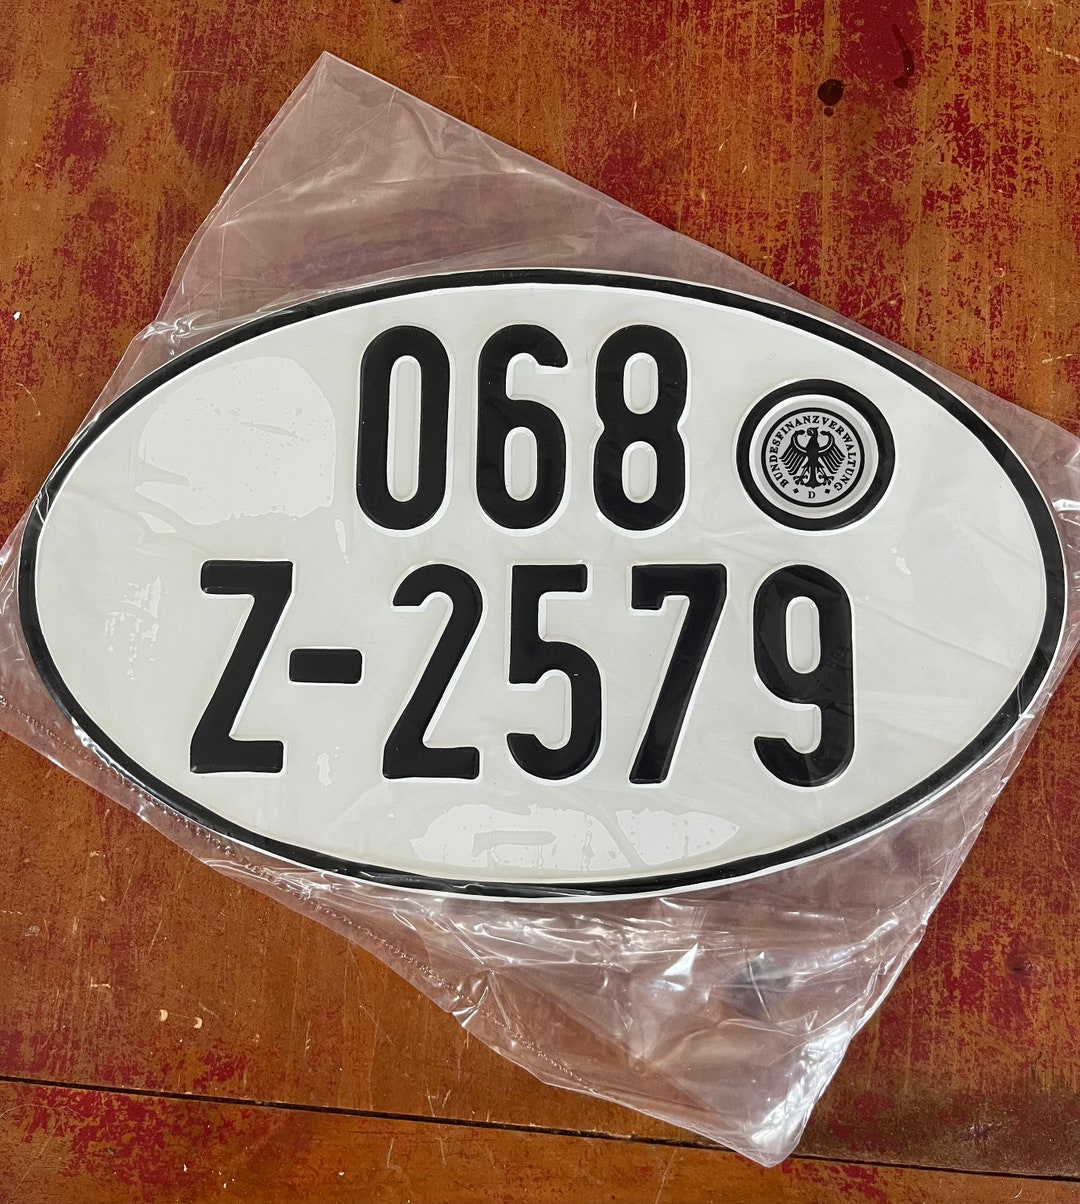 068
BUNDESFINANZVERWALTUNG
D
Z-2579